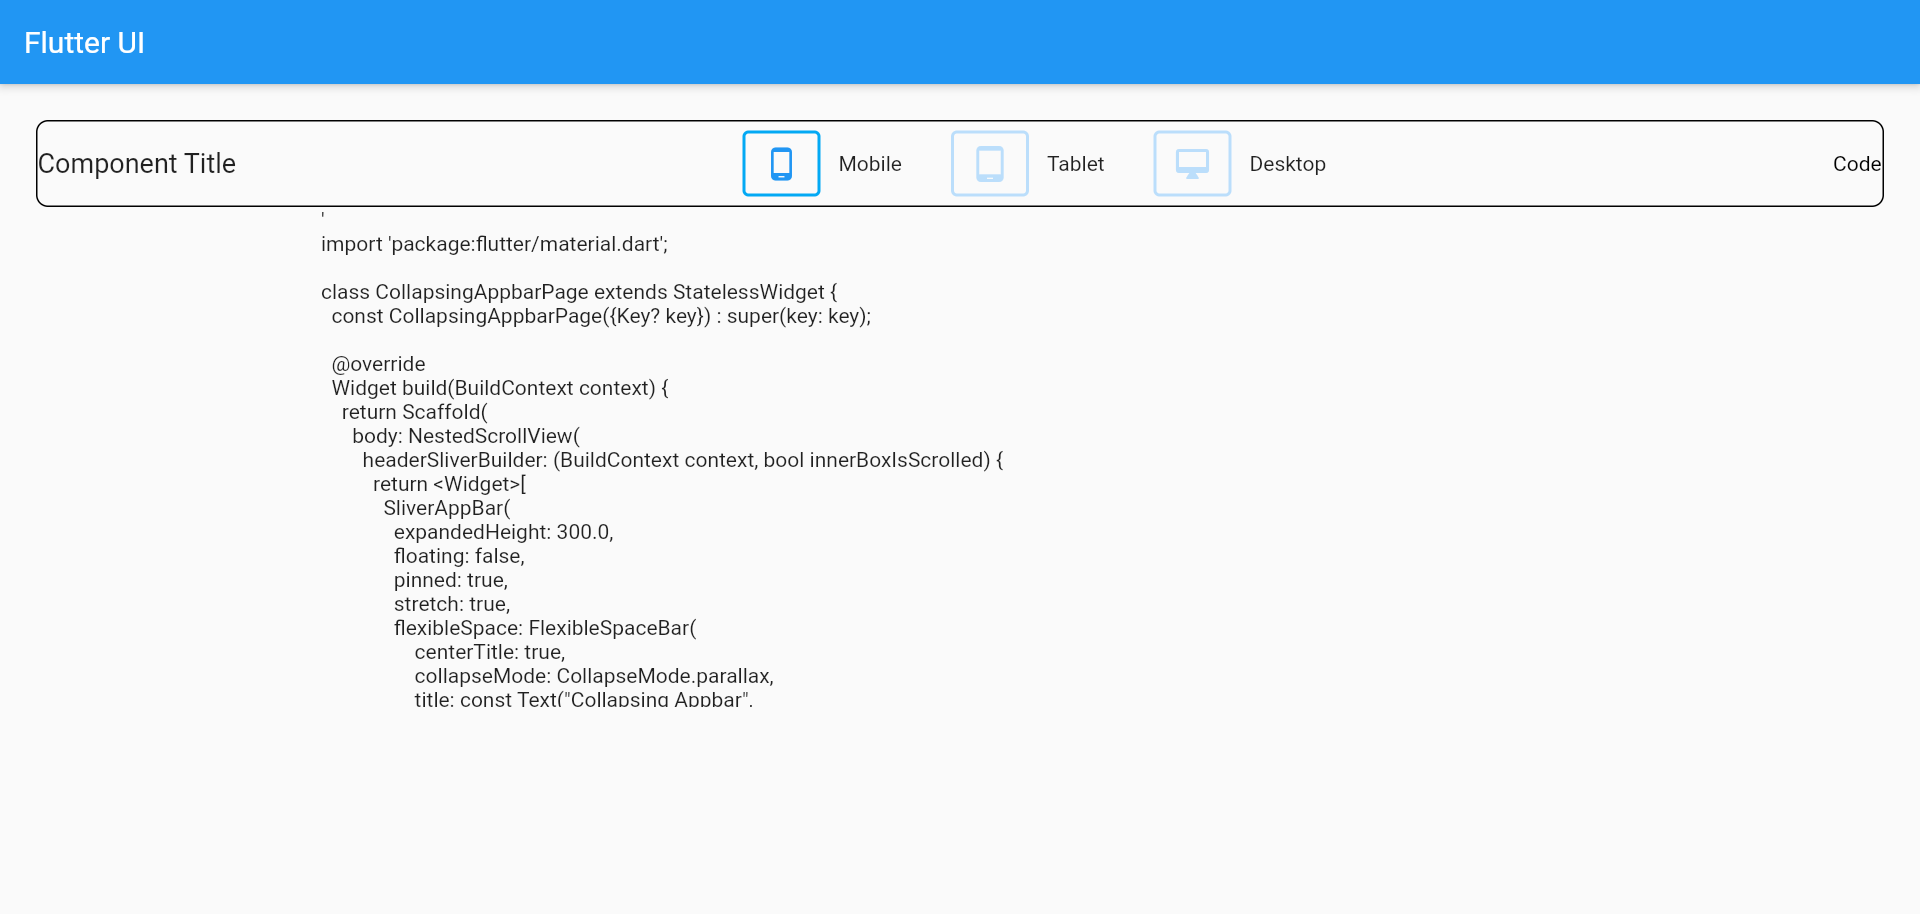 Flutter UI
Component Title
Mobile
Tablet
Desktop
Code
'
import 'package:flutter/material.dart';
class CollapsingAppbarPage extends StatelessWidget {
const CollapsingAppbarPage({Key? key}) : super(key: key);
@override
Widget build(BuildContext context) {
return Scaffold(
body: NestedScrollView(
headerSliverBuilder: (BuildContext context, bool innerBoxIsScrolled) {
return <Widget>[
SliverAppBar(
expandedHeight: 300.0,
floating: false,
pinned: true,
stretch: true,
flexibleSpace: FlexibleSpaceBar(
centerTitle: true,
collapseMode: CollapseMode.parallax,
title: const Text("Collapsing Appbar",